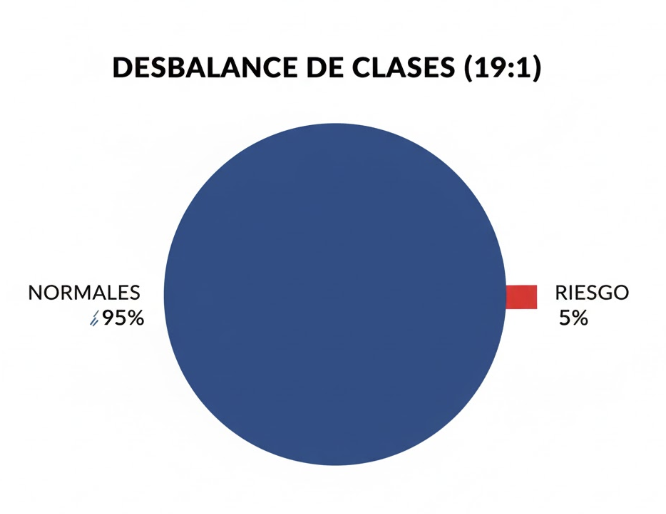 DESBALANCE DE CLASES (19:1)
NORMALES
95%
RIESGO
5%